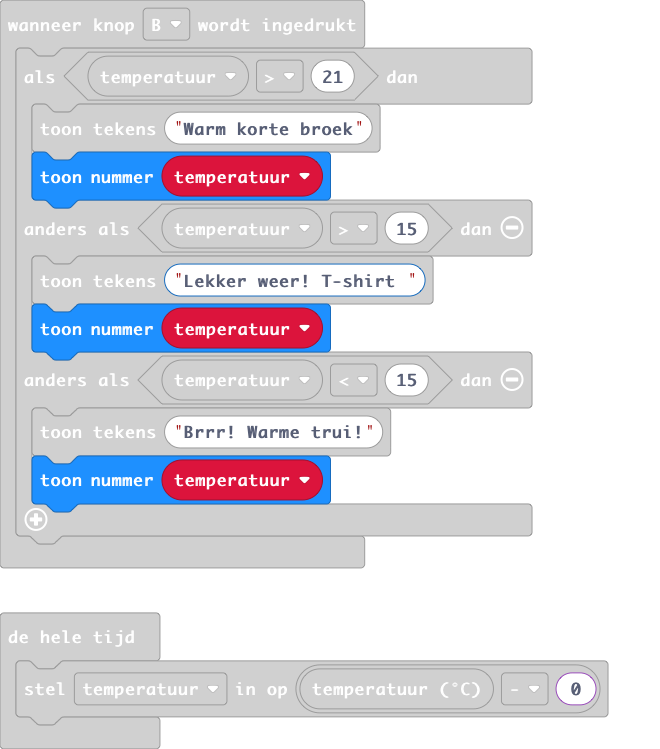 wanneer knop B wordt ingedrukt
als temperatuur > 21 dan
toon tekens "Warm korte broek"
toon nummer temperatuur
anders als temperatuur > 15 dan
toon tekens "Lekker weer! T-shirt "
toon nummer temperatuur
anders als temperatuur < 15 dan
toon tekens "Brrr! Warme trui!"
toon nummer temperatuur
de hele tijd
stel temperatuur in op temperatuur (°C) - 0